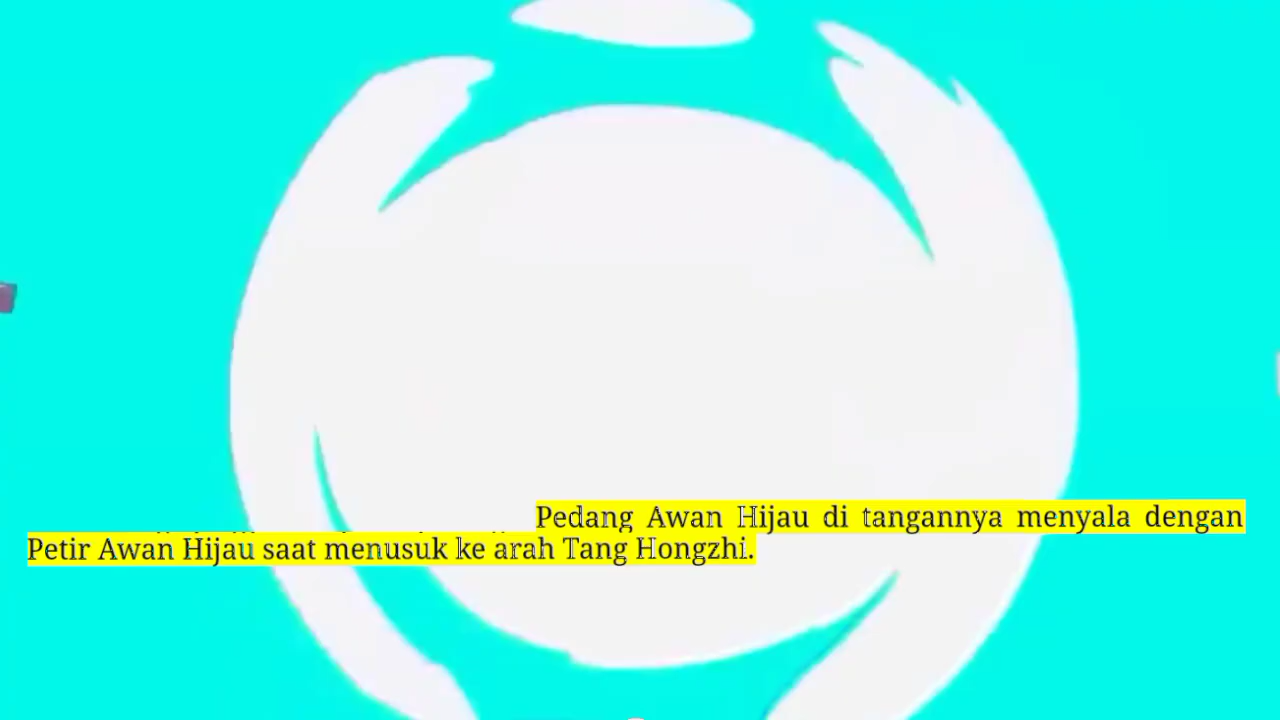 Pedang Awan Hijau di tangannya menyala dengan
Petir Awan Hijau saat menusuk ke arah Tang Hongzhi.